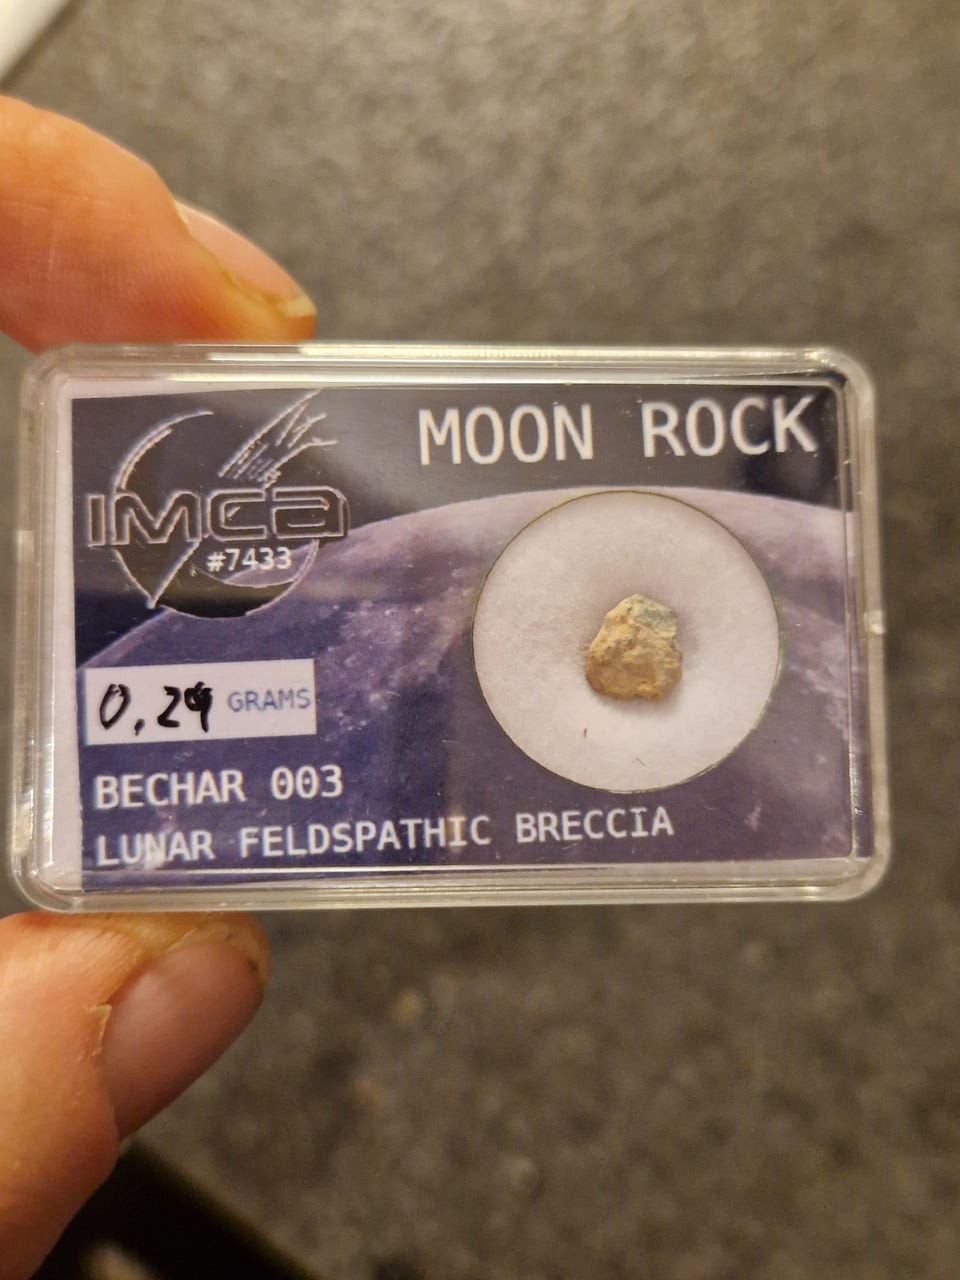 MOON ROCK
IMCA
#7433
0,29 GRAMS
BECHAR 003
LUNAR FELDSPATHIC BRECCIA